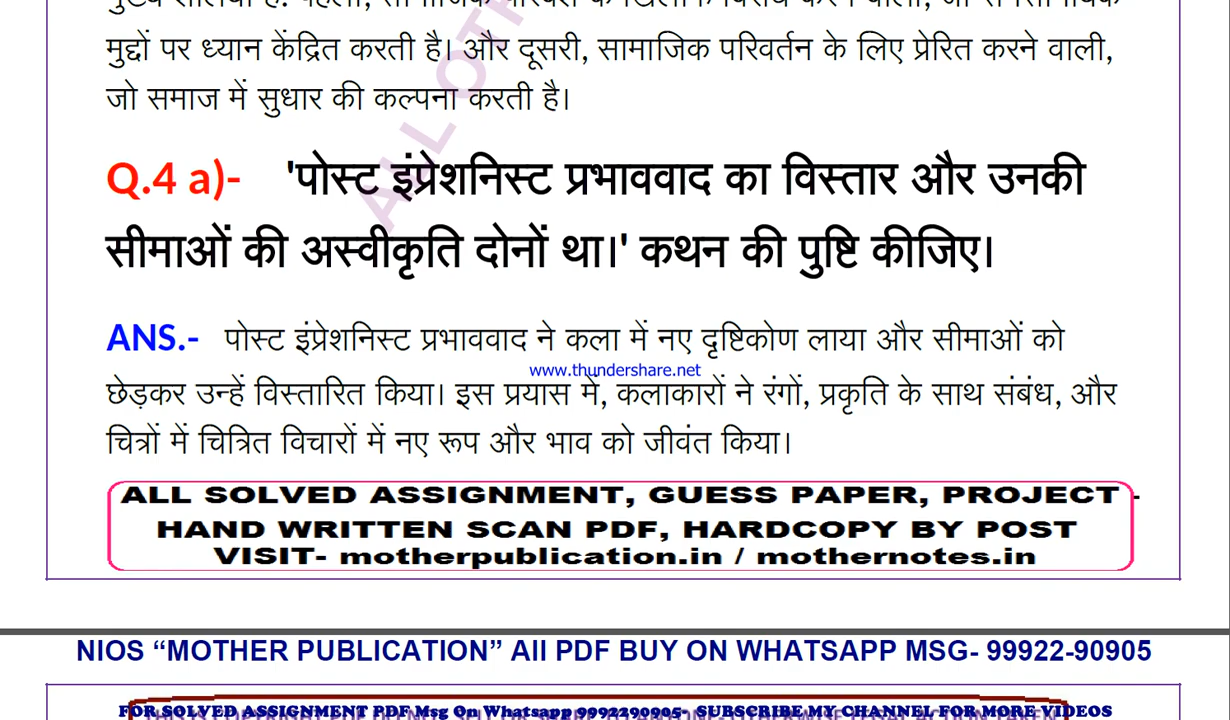 मुद्दों पर ध्यान केंद्रित करती है। और दूसरी, सामाजिक परिवर्तन के लिए प्रेरित करने वाली,
जो समाज में सुधार की कल्पना करती है।
ALL OTH
Q.4 a)- 'पोस्ट इंप्रेशनिस्ट प्रभाववाद का विस्तार और उनकी
सीमाओं की अस्वीकृति दोनों था।' कथन की पुष्टि कीजिए।
ANS.- पोस्ट इंप्रेशनिस्ट प्रभाववाद ने कला में नए दृष्टिकोण लाया और सीमाओं को
www.thundershare.net
छेड़कर उन्हें विस्तारित किया। इस प्रयास में, कलाकारों ने रंगों, प्रकृति के साथ संबंध, और
चित्रों में चित्रित विचारों में नए रूप और भाव को जीवंत किया।
ALL SOLVED ASSIGNMENT, GUESS PAPER, PROJECT -
HAND WRITTEN SCAN PDF, HARDCOPY BY POST
VISIT- motherpublication.in / mothernotes.in
NIOS “MOTHER PUBLICATION” All PDF BUY ON WHATSAPP MSG- 99922-90905
FOR SOLVED ASSIGNMENT PDF Msg On Whatsapp 9992290905- SUBSCRIBE MY CHANNEL FOR MORE VIDEOS